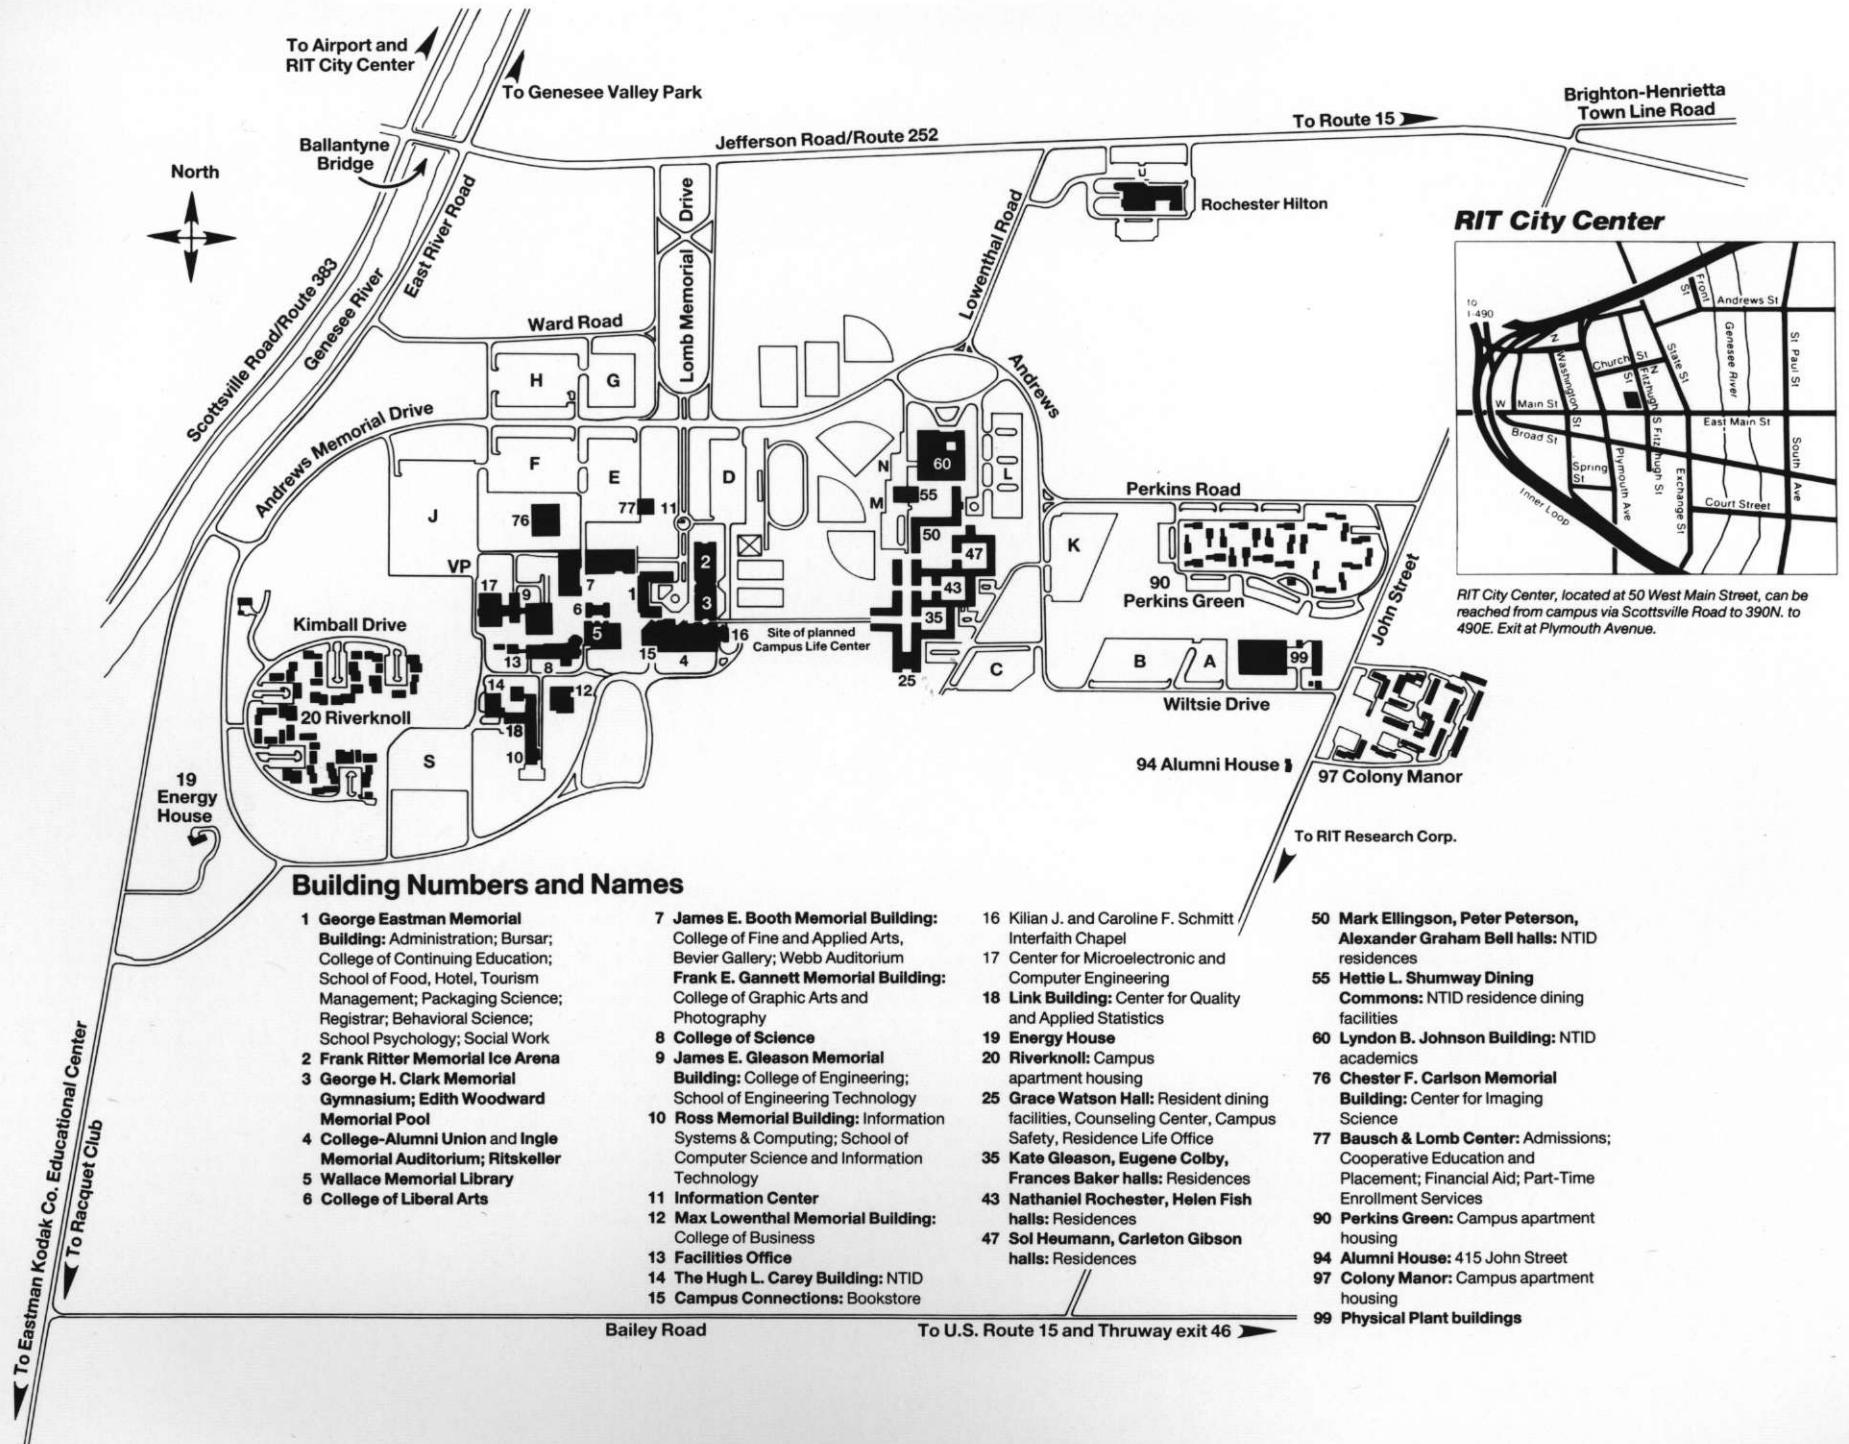 To Airport and
RIT City Center
To Genesee Valley Park
Ballantyne
Bridge
North
Jefferson Road/Route 252
To Route 15
Brighton-Henrietta
Town Line Road
Rochester Hilton
Scottsville Road/Route 383
Genesee River
East River Road
Lomb Memorial Drive
Lowenthal Road
Ward Road
Andrews Memorial Drive
Andrews
H
G
F
E
D
J
N
M
L
60
55
50
47
43
35
25
76
77
11
VP
17
9
7
6
5
1
2
3
16
15
4
13
8
14
12
18
10
Site of planned
Campus Life Center
K
Perkins Road
90
Perkins Green
C
B
A
99
Wiltsie Drive
John Street
Kimball Drive
20 Riverknoll
S
19
Energy
House
94 Alumni House
97 Colony Manor
To RIT Research Corp.
RIT City Center
to
I-490
Front
St
Andrews St
Genesee River
St Paul St
N Washington St
Church St
State St
St
N Fitzhugh
S Fitzhugh St
W Main St
East Main St
Broad St
Spring
St
Plymouth Ave
Exchange St
Court Street
South Ave
Inner Loop
RIT City Center, located at 50 West Main Street, can be
reached from campus via Scottsville Road to 390N. to
490E. Exit at Plymouth Avenue.
Building Numbers and Names
1 George Eastman Memorial
Building: Administration; Bursar;
College of Continuing Education;
School of Food, Hotel, Tourism
Management; Packaging Science;
Registrar; Behavioral Science;
School Psychology; Social Work
2 Frank Ritter Memorial Ice Arena
3 George H. Clark Memorial
Gymnasium; Edith Woodward
Memorial Pool
4 College-Alumni Union and Ingle
Memorial Auditorium; Ritskeller
5 Wallace Memorial Library
6 College of Liberal Arts
7 James E. Booth Memorial Building:
College of Fine and Applied Arts,
Bevier Gallery; Webb Auditorium
Frank E. Gannett Memorial Building:
College of Graphic Arts and
Photography
8 College of Science
9 James E. Gleason Memorial
Building: College of Engineering;
School of Engineering Technology
10 Ross Memorial Building: Information
Systems & Computing; School of
Computer Science and Information
Technology
11 Information Center
12 Max Lowenthal Memorial Building:
College of Business
13 Facilities Office
14 The Hugh L. Carey Building: NTID
15 Campus Connections: Bookstore
16 Kilian J. and Caroline F. Schmitt
Interfaith Chapel
17 Center for Microelectronic and
Computer Engineering
18 Link Building: Center for Quality
and Applied Statistics
19 Energy House
20 Riverknoll: Campus
apartment housing
25 Grace Watson Hall: Resident dining
facilities, Counseling Center, Campus
Safety, Residence Life Office
35 Kate Gleason, Eugene Colby,
Frances Baker halls: Residences
43 Nathaniel Rochester, Helen Fish
halls: Residences
47 Sol Heumann, Carleton Gibson
halls: Residences
50 Mark Ellingson, Peter Peterson,
Alexander Graham Bell halls: NTID
residences
55 Hettie L. Shumway Dining
Commons: NTID residence dining
facilities
60 Lyndon B. Johnson Building: NTID
academics
76 Chester F. Carlson Memorial
Building: Center for Imaging
Science
77 Bausch & Lomb Center: Admissions;
Cooperative Education and
Placement; Financial Aid; Part-Time
Enrollment Services
90 Perkins Green: Campus apartment
housing
94 Alumni House: 415 John Street
97 Colony Manor: Campus apartment
housing
99 Physical Plant buildings
To Eastman Kodak Co. Educational Center
To Racquet Club
Bailey Road
To U.S. Route 15 and Thruway exit 46